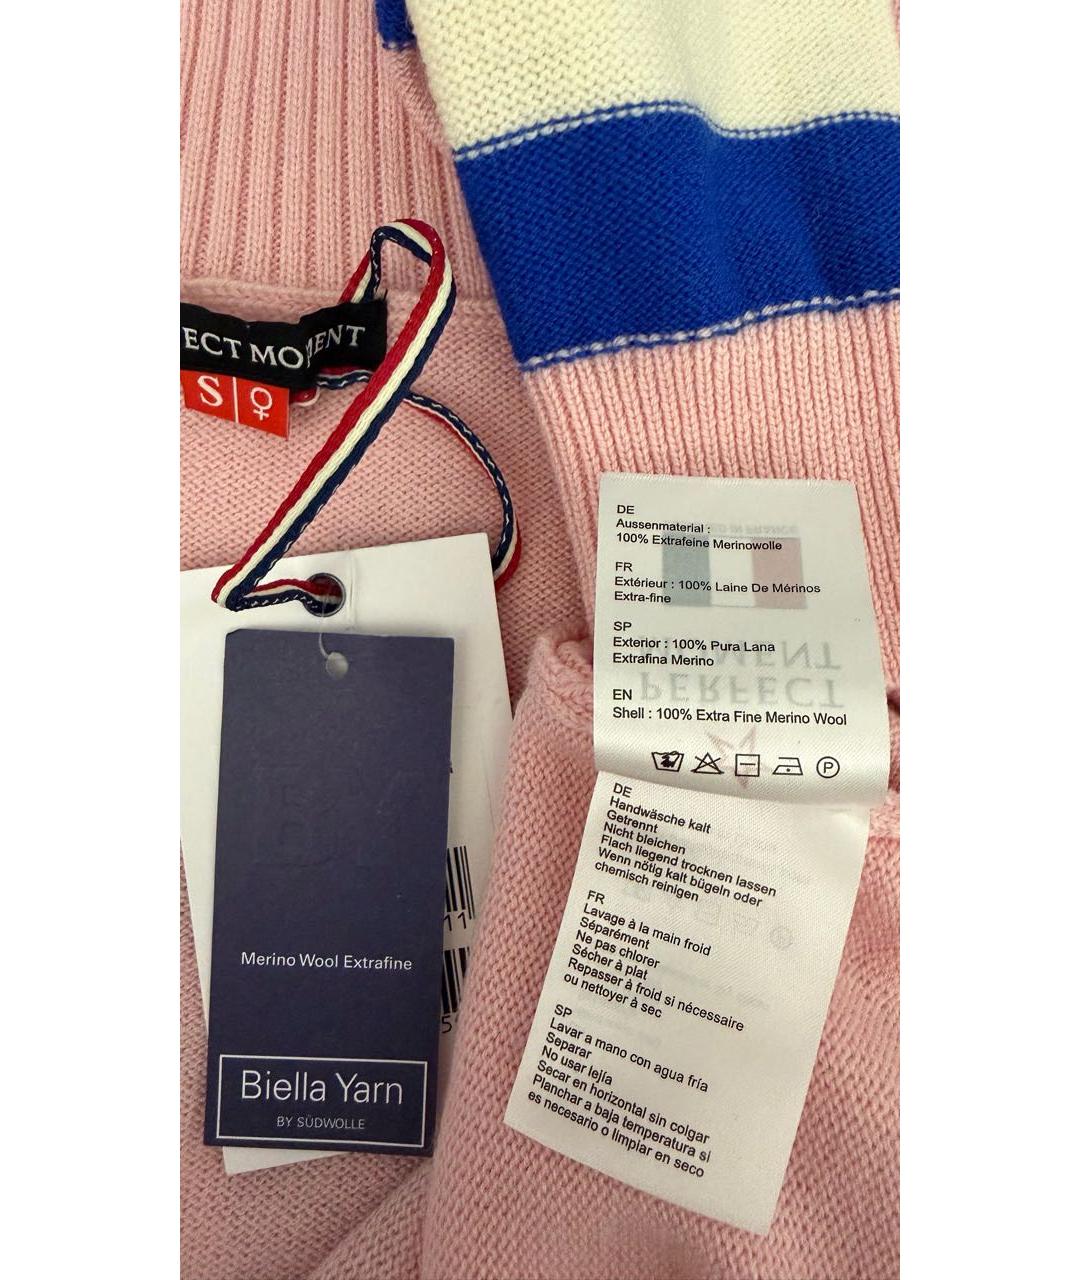 ECT MOMENT
S
Merino Wool Extrafine
Biella Yarn
BY SÜDWOLLE
11
5
DE
Aussenmaterial :
100% Extrafeine Merinowolle
FR
Extérieur : 100% Laine De Mérinos
Extra-fine
SP
Exterior : 100% Pura Lana
Extrafina Merino
EN
Shell : 100% Extra Fine Merino Wool
P
PERFECT
MOMENT
DE
Handwäsche kalt
Getrennt
Nicht bleichen
Flach liegend trocknen lassen
Wenn nötig kalt bügeln oder
chemisch reinigen
FR
Lavage à la main froid
Séparément
Ne pas chlorer
Sécher à plat
Repasser à froid si nécessaire
ou nettoyer à sec
SP
Lavar a mano con agua fría
Separar
No usar lejía
Secar en horizontal sin colgar
Planchar a baja temperatura si
es necesario o limpiar en seco